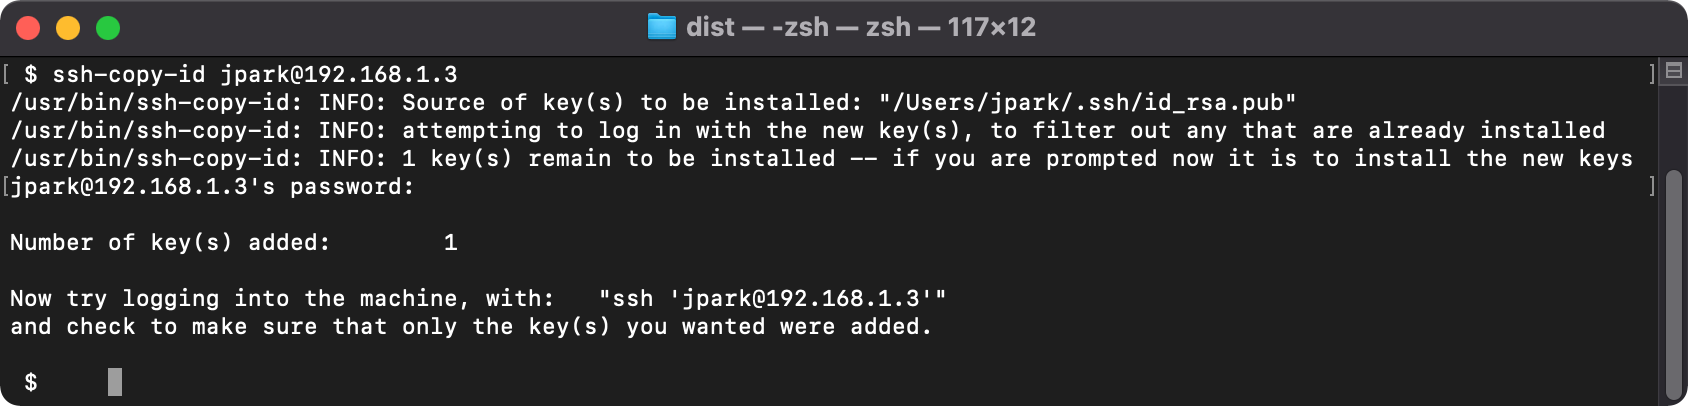 dist — -zsh — zsh — 117×12
[ $ ssh-copy-id jpark@192.168.1.3 ]
/usr/bin/ssh-copy-id: INFO: Source of key(s) to be installed: "/Users/jpark/.ssh/id_rsa.pub"
/usr/bin/ssh-copy-id: INFO: attempting to log in with the new key(s), to filter out any that are already installed
/usr/bin/ssh-copy-id: INFO: 1 key(s) remain to be installed -- if you are prompted now it is to install the new keys
[jpark@192.168.1.3's password: ]
Number of key(s) added:        1
Now try logging into the machine, with:   "ssh 'jpark@192.168.1.3'"
and check to make sure that only the key(s) you wanted were added.
$